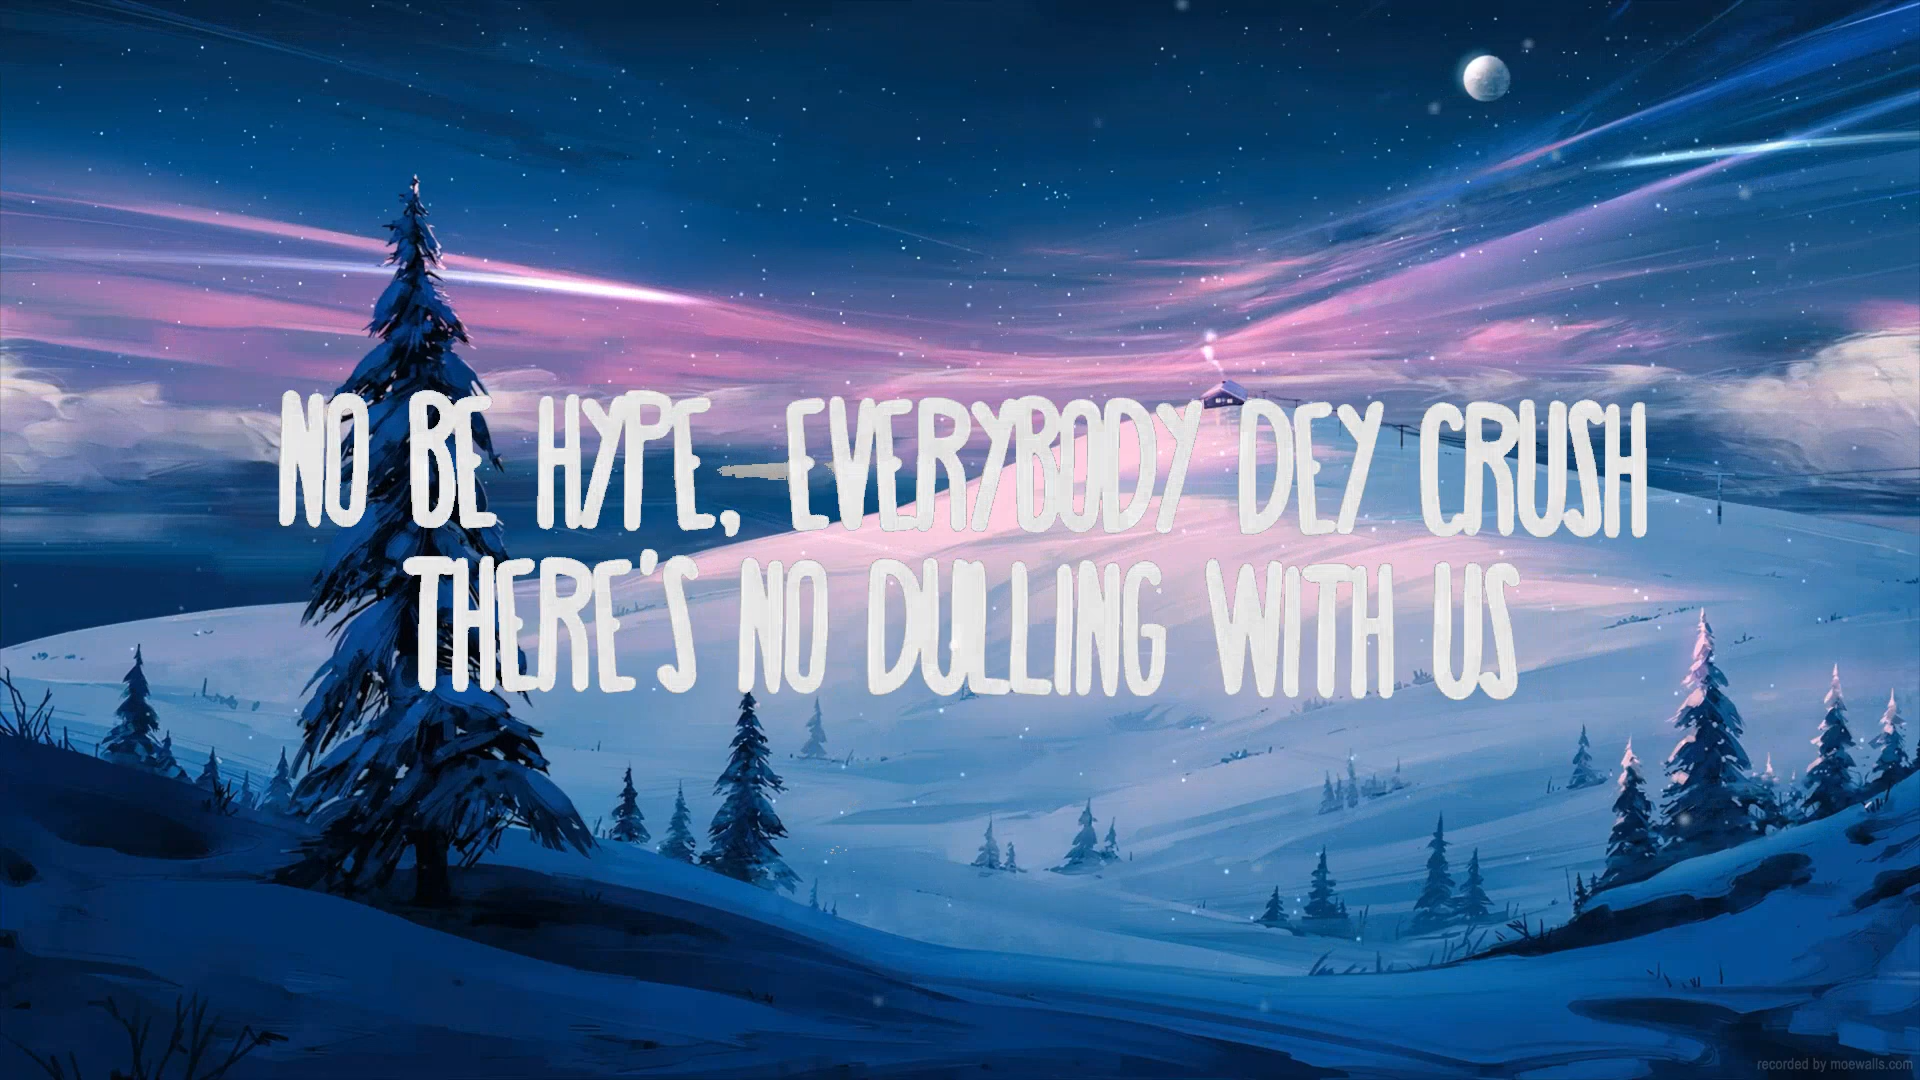 NO BE HYPE, EVERYBODY DEY CRUSH
THERE'S NO DULLING WITH US
recorded by moewalls.com